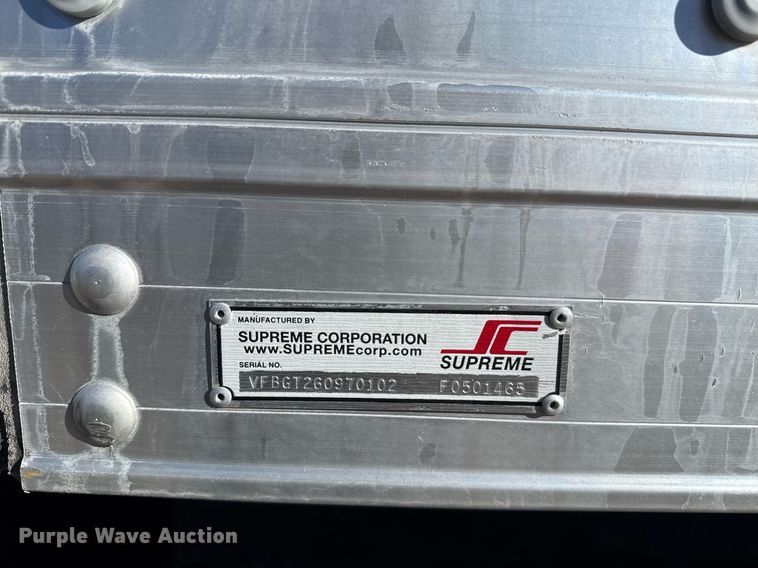 MANUFACTURED BY
SUPREME CORPORATION
www.SUPREMEcorp.com
SERIAL NO.
SUPREME
VFBGT260970102 F0501465
Purple Wave Auction